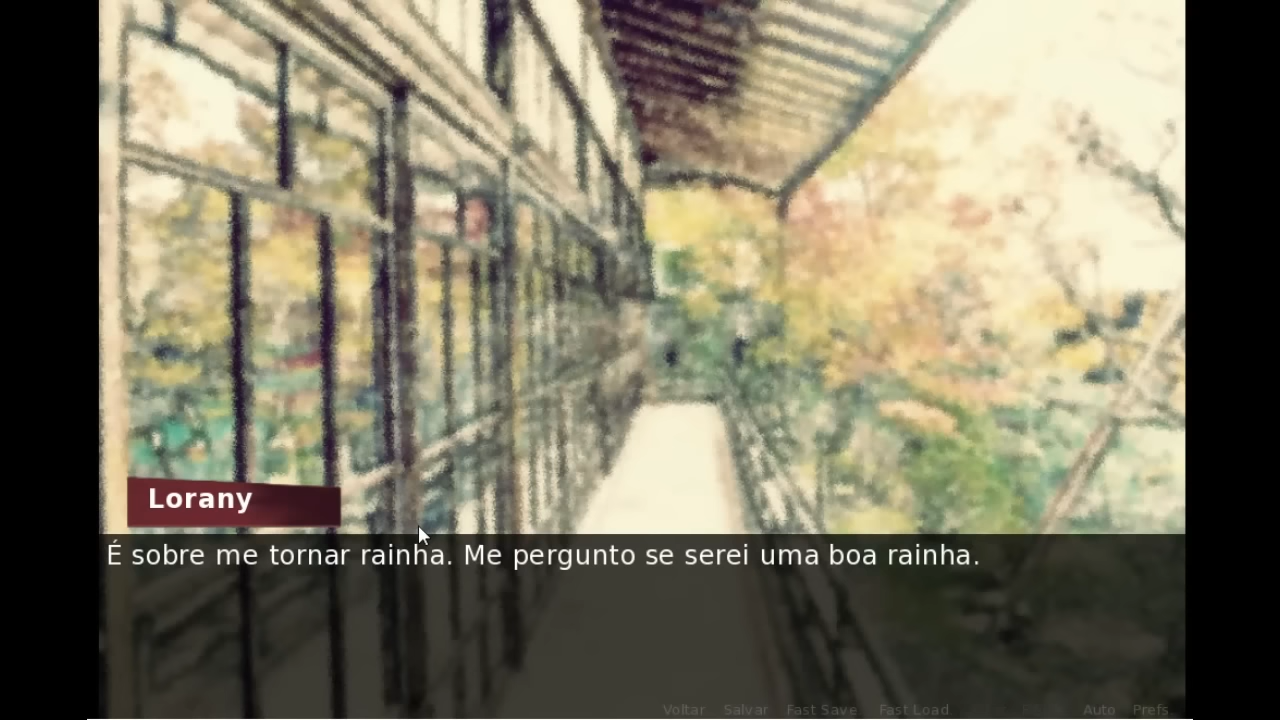 Lorany
É sobre me tornar rainha. Me pergunto se serei uma boa rainha.
Voltar Salvar Fast Save Fast Load Auto Prefs